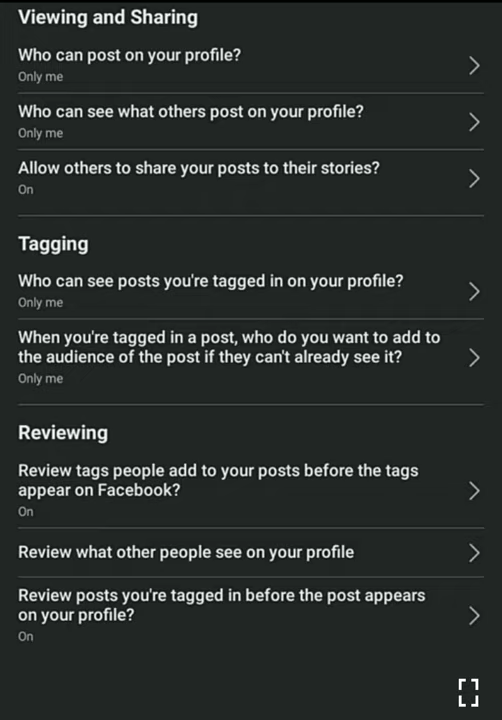 Viewing and Sharing
Who can post on your profile?
Only me
Who can see what others post on your profile?
Only me
Allow others to share your posts to their stories?
On
Tagging
Who can see posts you're tagged in on your profile?
Only me
When you're tagged in a post, who do you want to add to
the audience of the post if they can't already see it?
Only me
Reviewing
Review tags people add to your posts before the tags
appear on Facebook?
On
Review what other people see on your profile
Review posts you're tagged in before the post appears
on your profile?
On